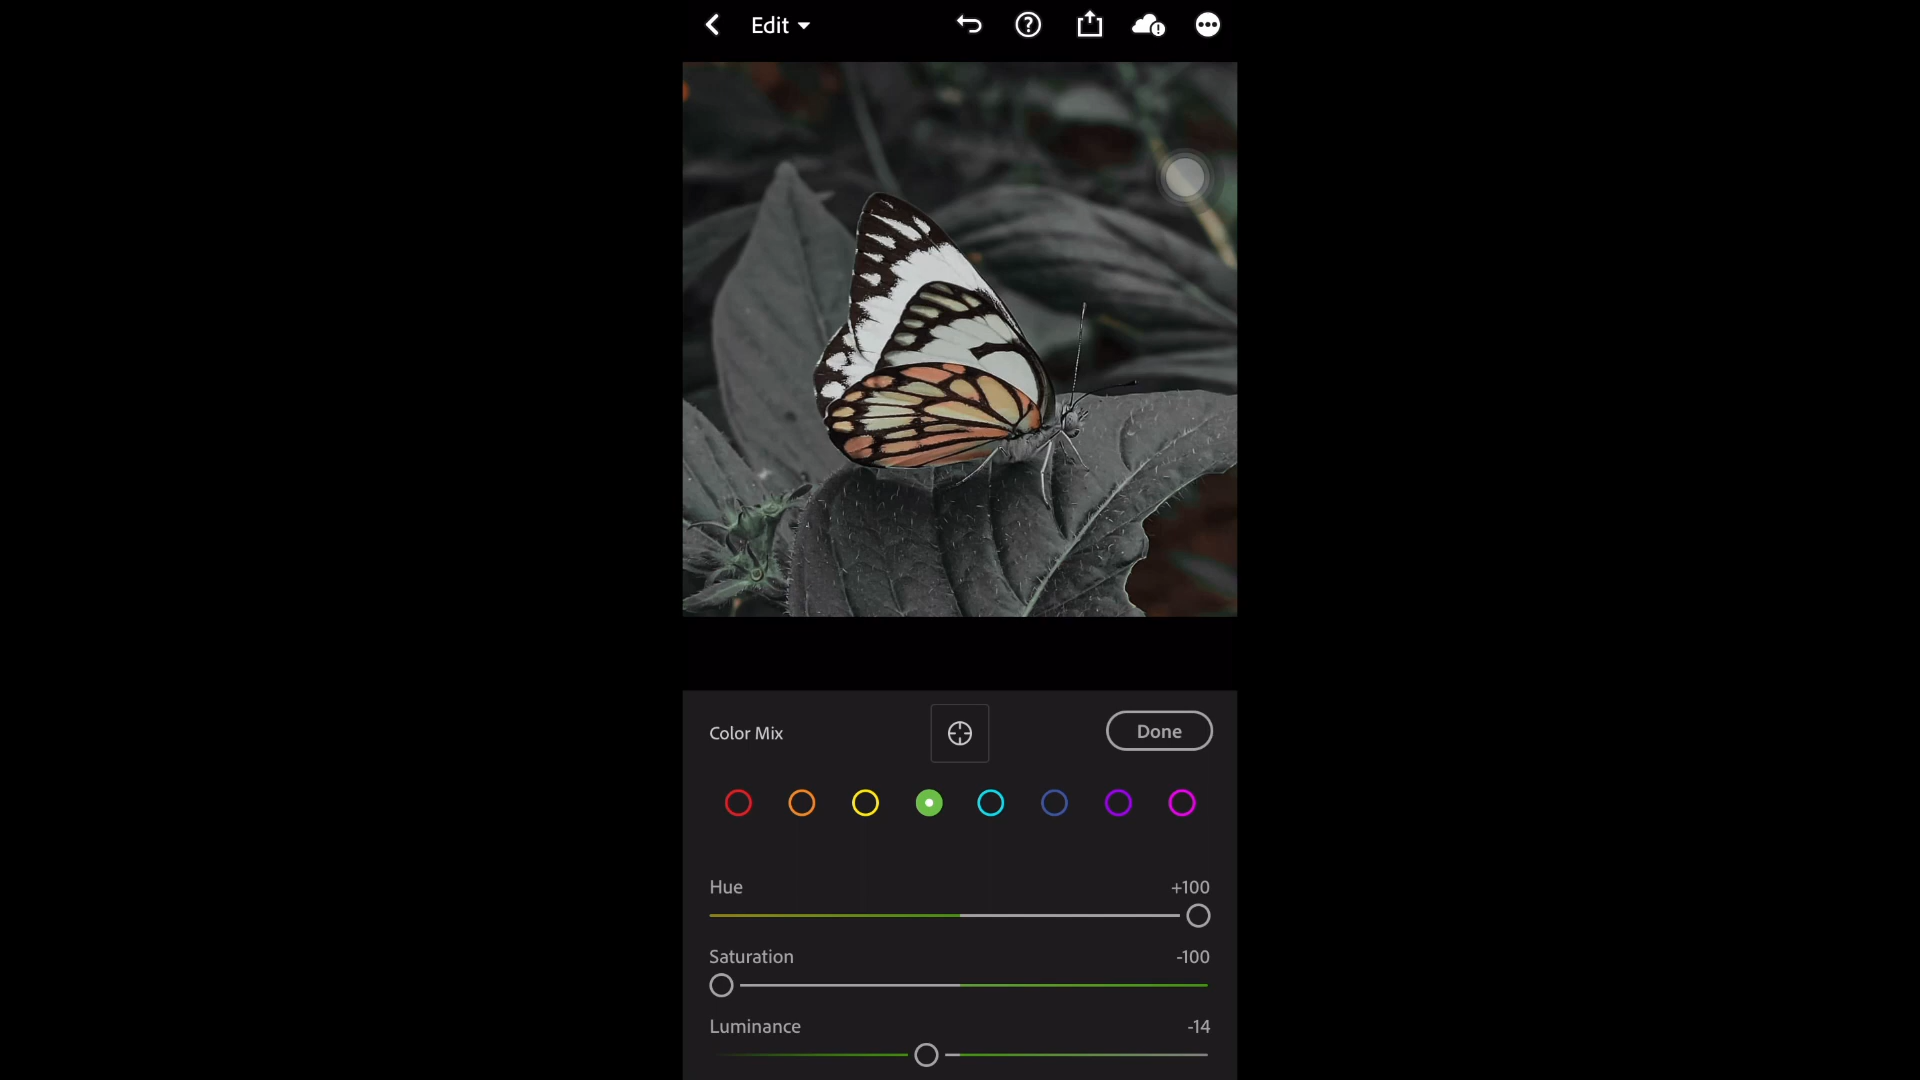 Edit
Color Mix
Done
Hue +100
Saturation -100
Luminance -14